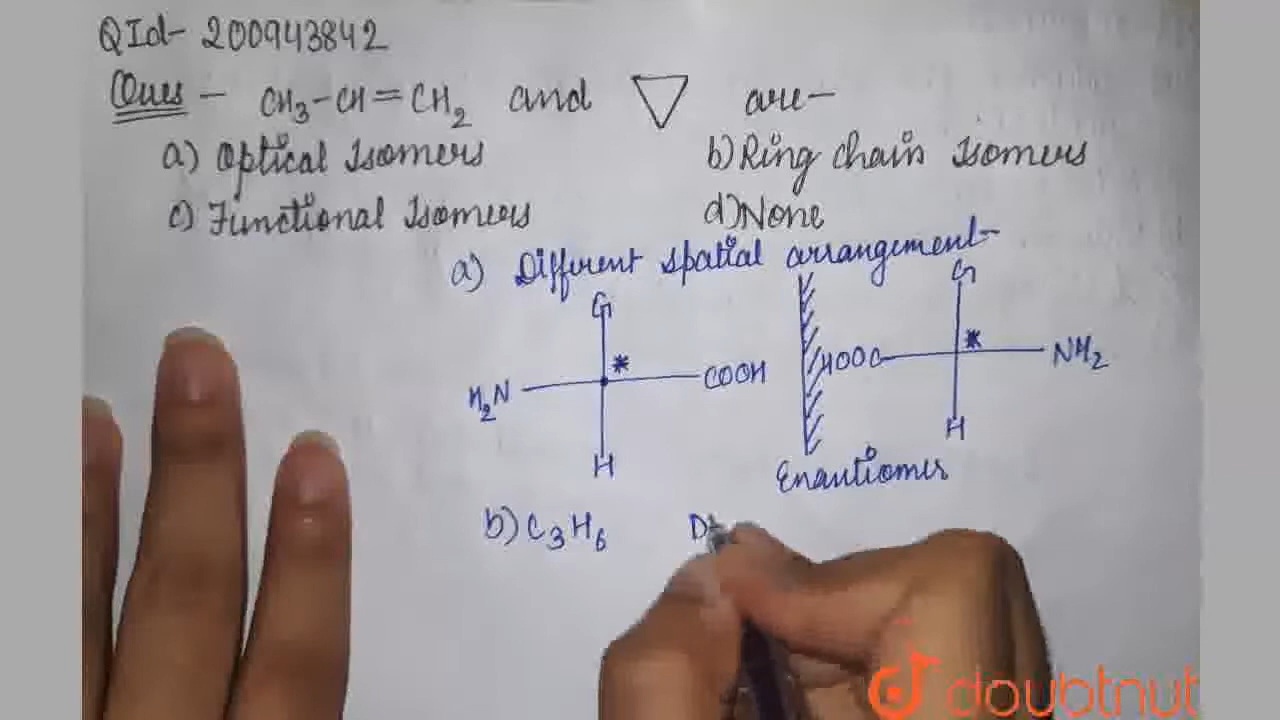 QId- 200943842
Ques - CH3-CH=CH2 and ▽ are-
a) Optical Isomers b) Ring chain Isomers
c) Functional Isomers d) None
a) Different spatial arrangement-
G G
* *
H2N COOH HOOC NH2
H H
Enantiomer
b) C3H6 D
doubtnut